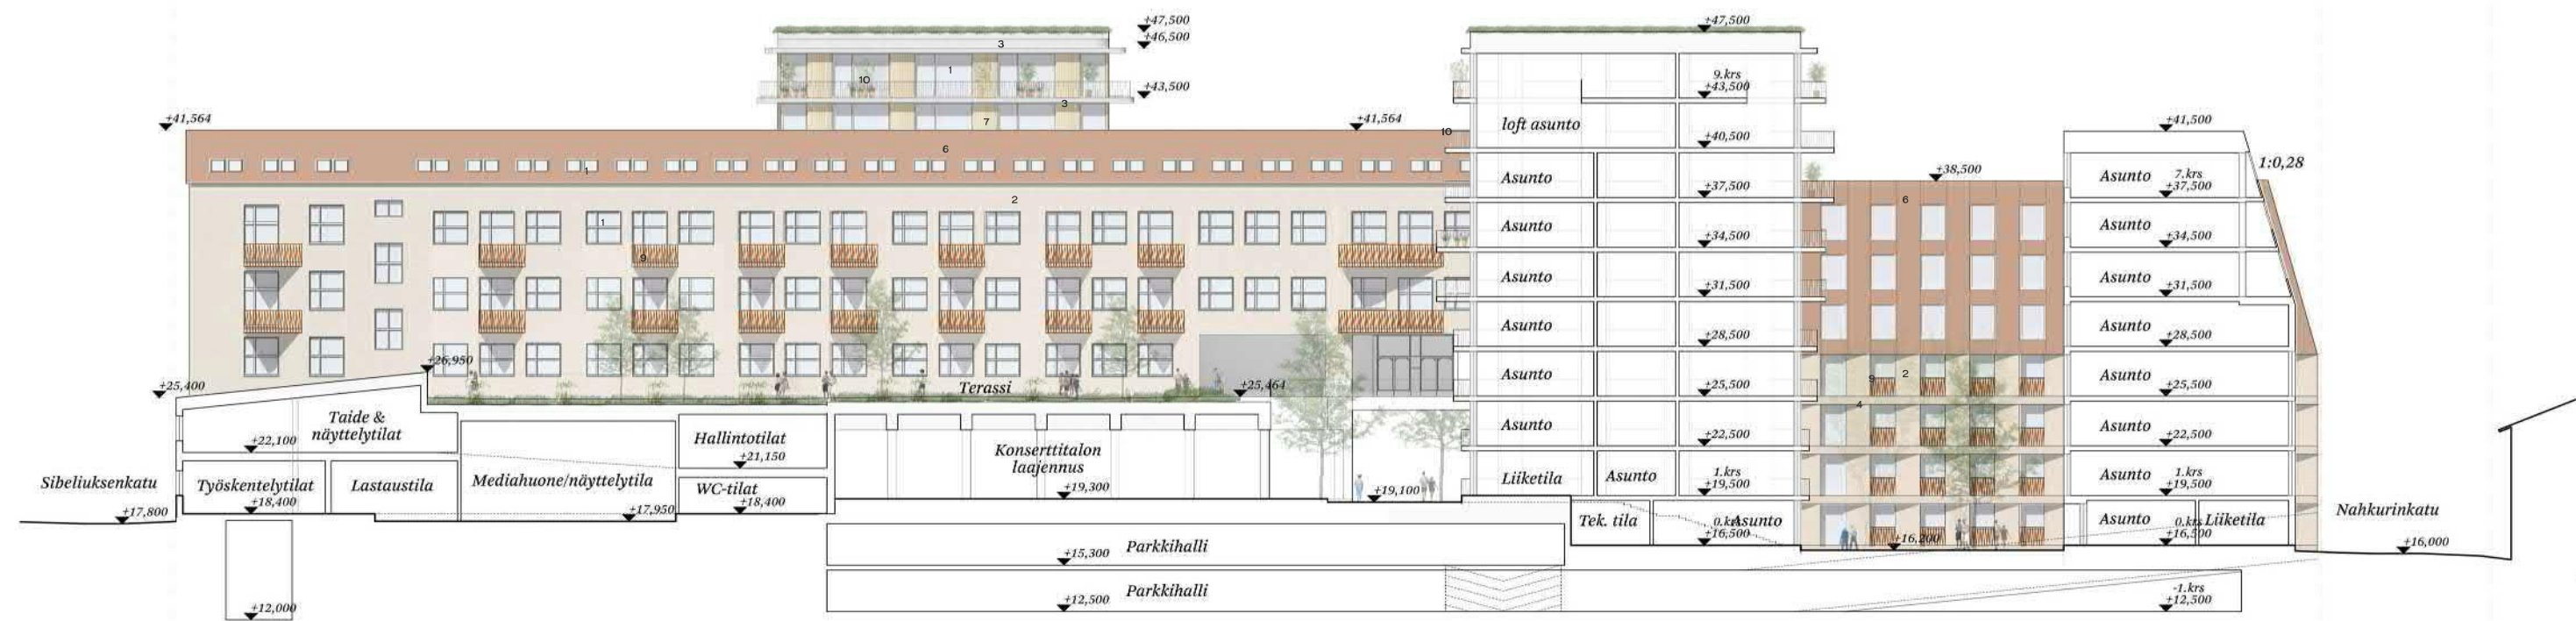 +47,500
+46,500
3
1
10
+43,500
3
7
+41,564
+41,564
10
6
1
2
1
9
+26,950
+25,400
Terassi
+25,464
Taide &
näyttelytilat
+22,100
Hallintotilat
+21,150
Konserttitalon
laajennus
+19,300
Sibeliuksenkatu
+17,800
Työskentelytilat
+18,400
Lastaustila
Mediahuone/näyttelytila
+17,950
WC-tilat
+18,400
+19,100
Parkkihalli
+15,300
Parkkihalli
+12,500
+12,000
+47,500
9.krs
+43,500
loft asunto
+40,500
Asunto
+37,500
Asunto
+34,500
Asunto
+31,500
Asunto
+28,500
Asunto
+25,500
Asunto
+22,500
Liiketila
Asunto
1.krs
+19,500
Tek. tila
0.krs
Asunto
+16,500
+38,500
6
9
2
4
+16,200
+41,500
1:0,28
Asunto
7.krs
+37,500
Asunto
+34,500
Asunto
+31,500
Asunto
+28,500
Asunto
+25,500
Asunto
+22,500
Asunto
1.krs
+19,500
Asunto
0.krs
Liiketila
+16,500
Nahkurinkatu
+16,000
-1.krs
+12,500